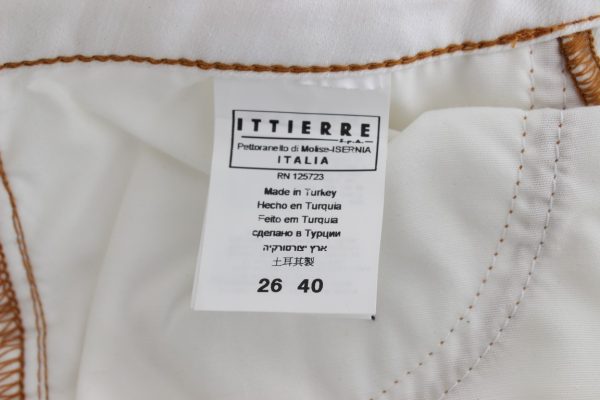 ITTIERRE
S.p.A.
Pettoranello di Molise-ISERNIA
ITALIA
RN 125723
Made in Turkey
Hecho en Turquia
Feito em Turquia
сделано в Турции
ארץ
土耳其製
26 40